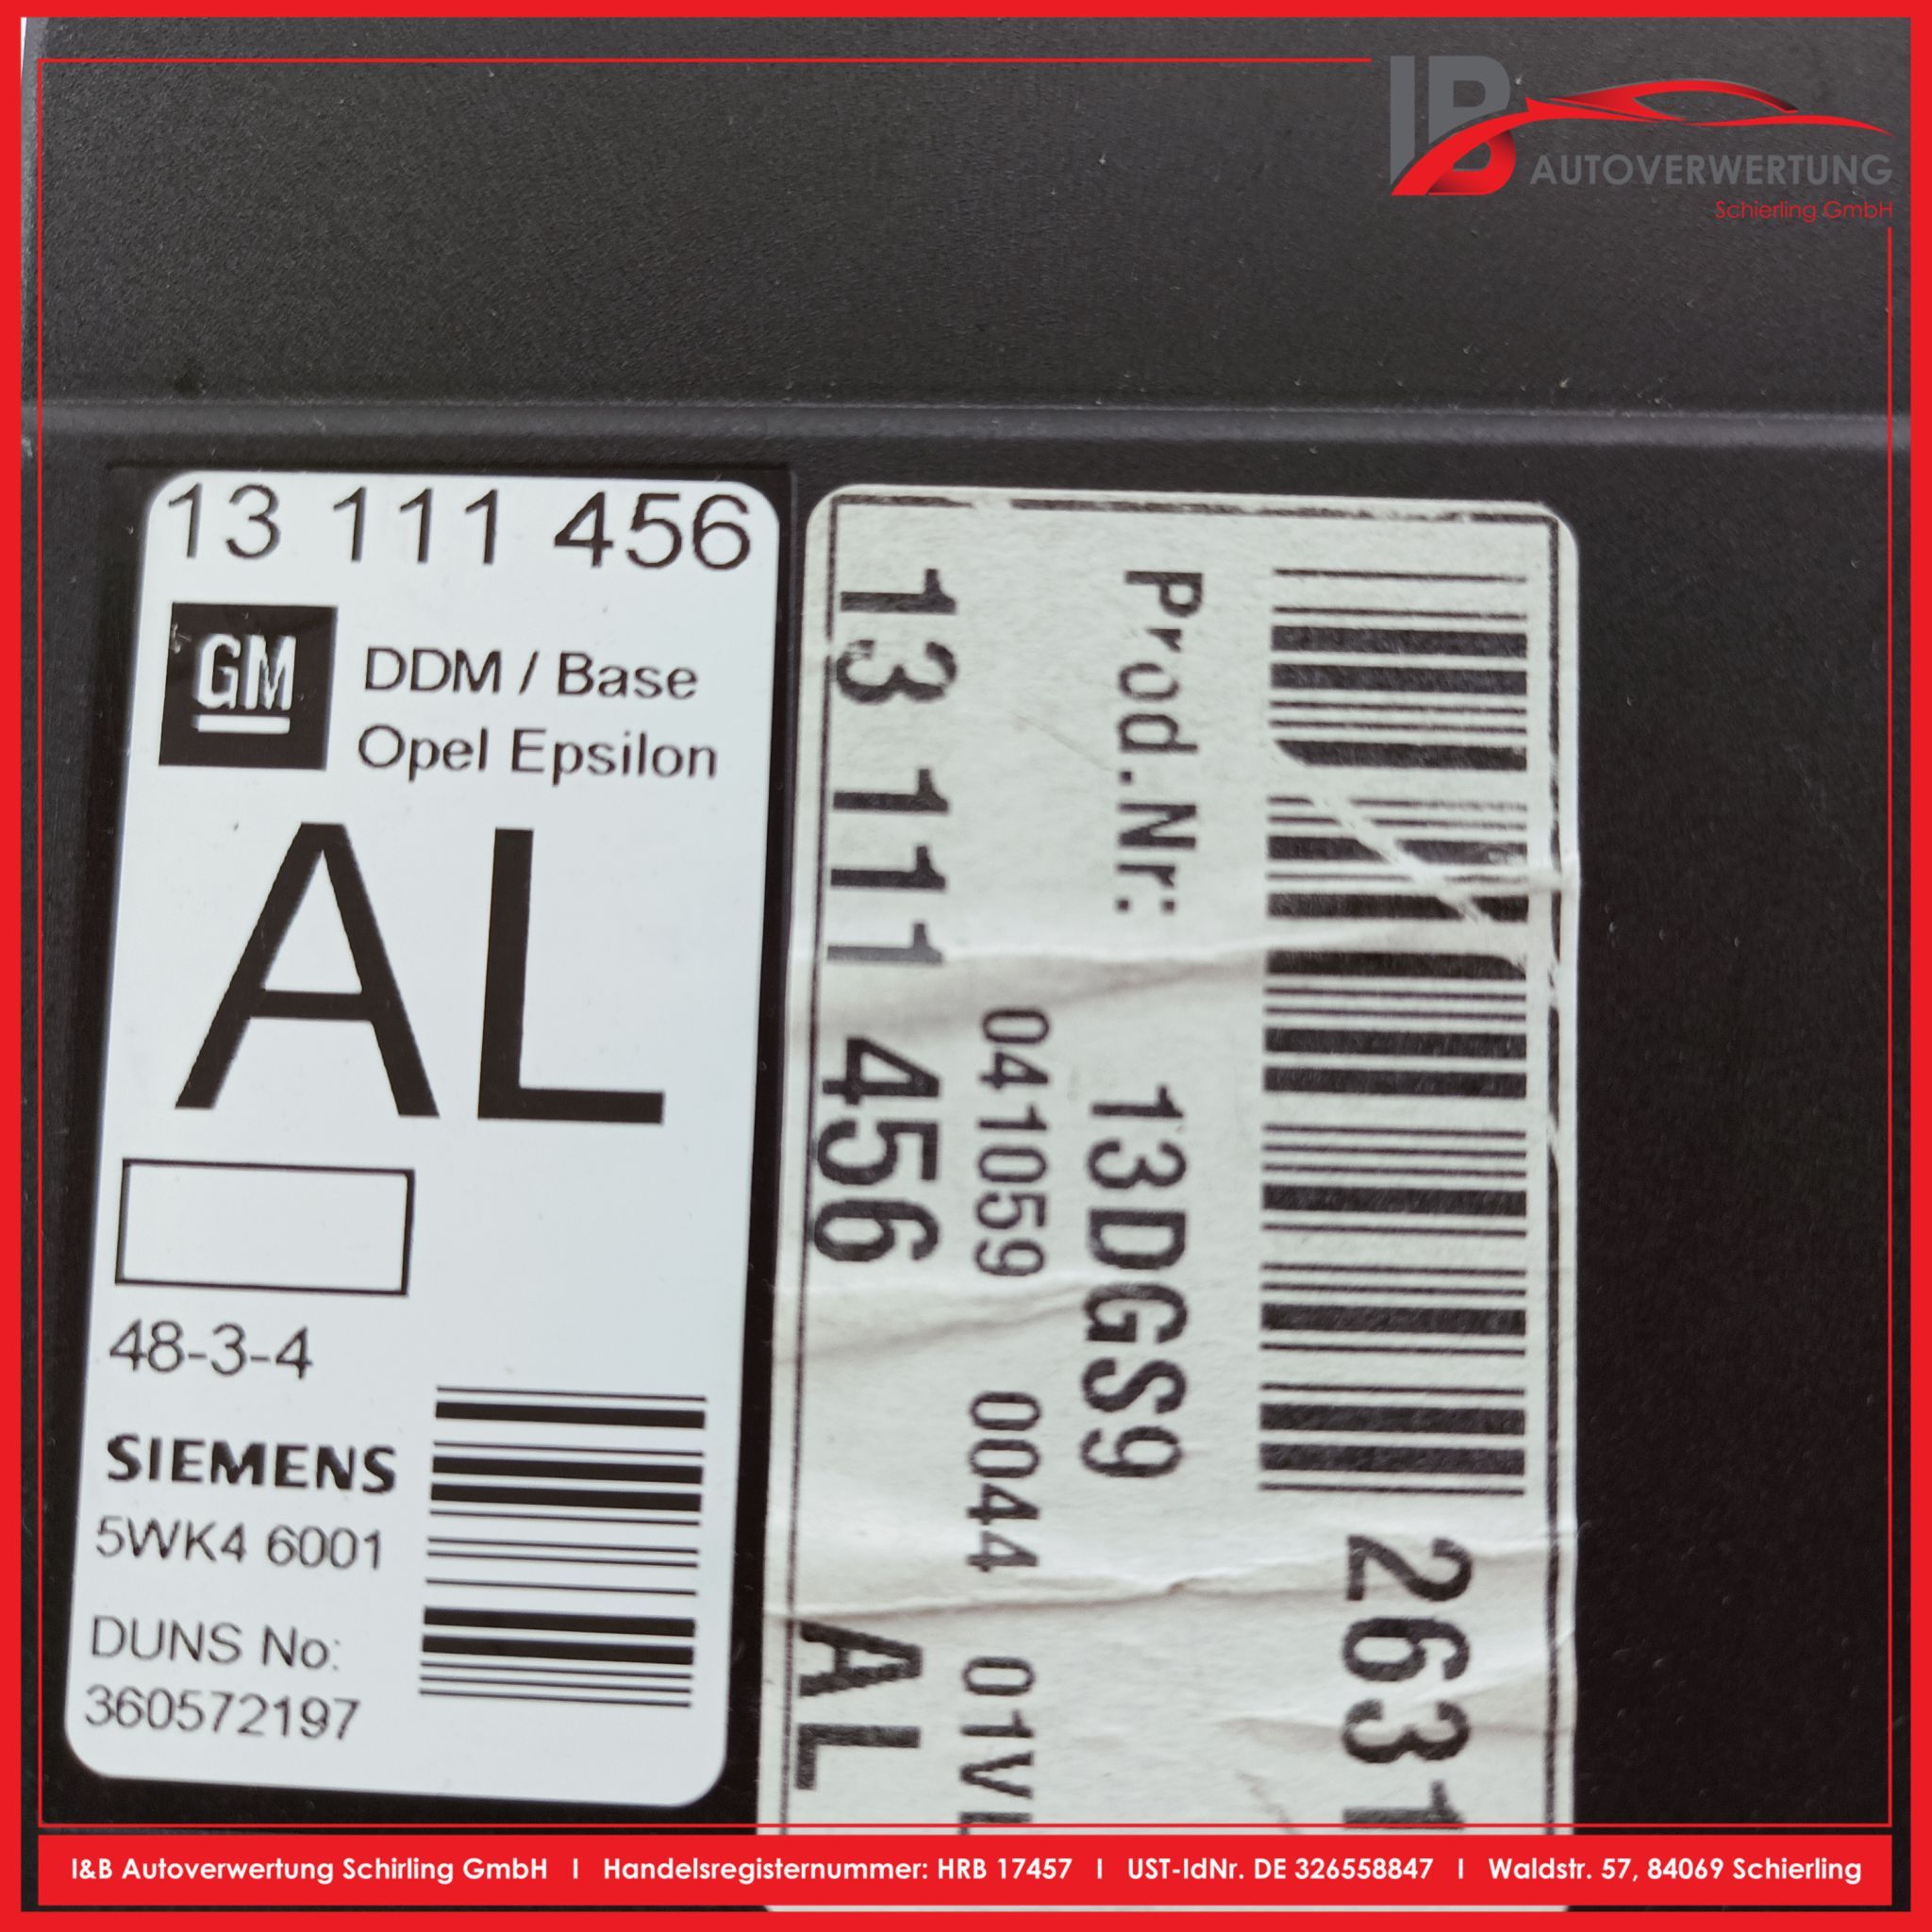 IB
AUTOVERWERTUNG
Schierling GmbH
13 111 456
GM
DDM / Base
Opel Epsilon
AL
48-3-4
SIEMENS
5WK4 6001
DUNS No:
360572197
2631
Prod.Nr: 13DGS9
041059 0044 01V
13 111 456 AL
I&B Autoverwertung Schirling GmbH I Handelsregisternummer: HRB 17457 I UST-IdNr. DE 326558847 I Waldstr. 57, 84069 Schierling